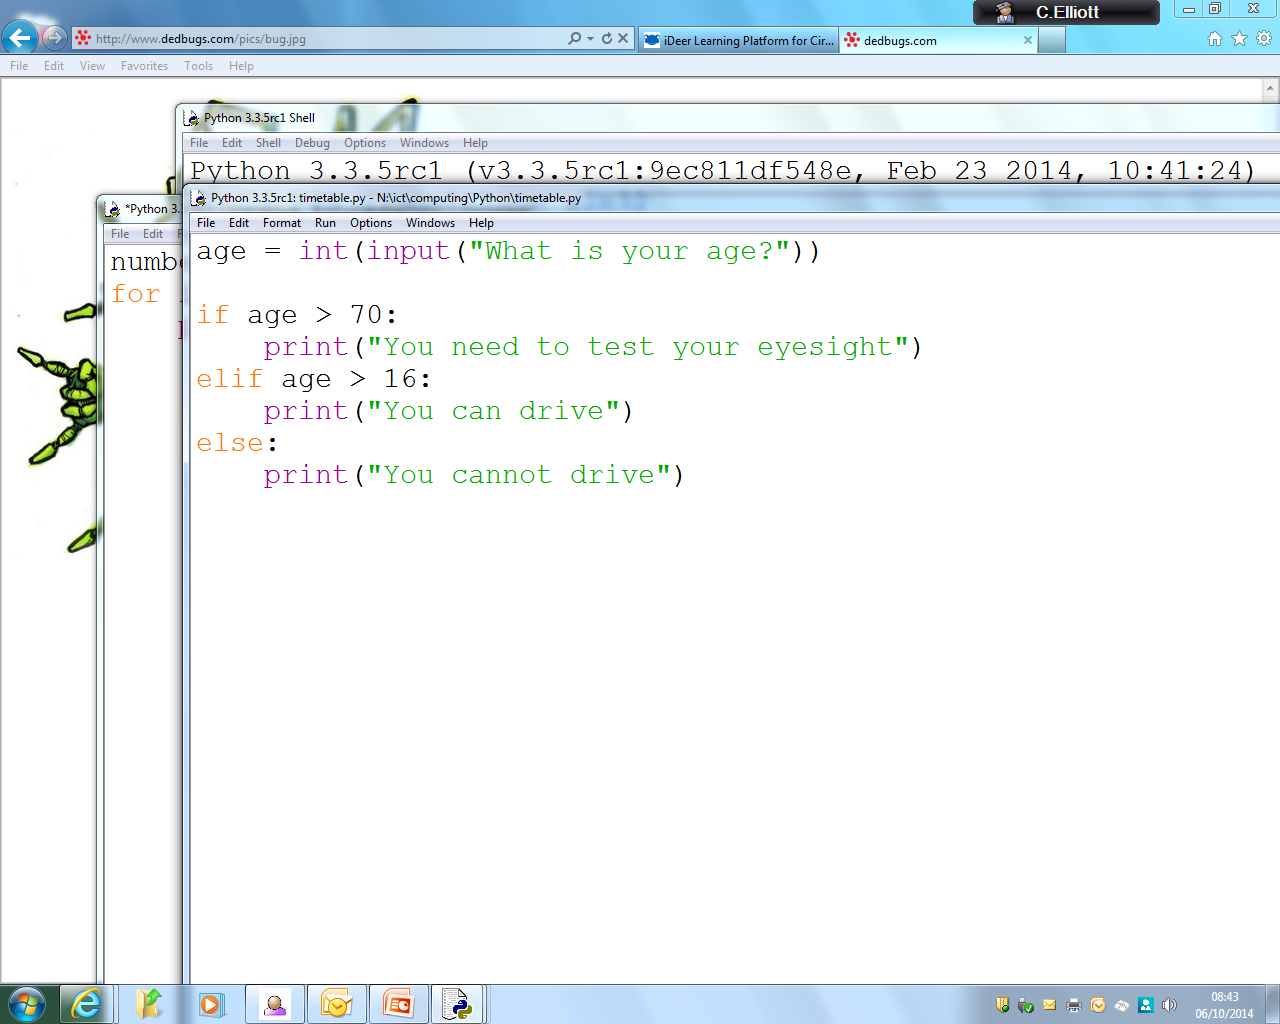 C.Elliott
http://www.dedbugs.com/pics/bug.jpg
iDeer Learning Platform for Cir...
dedbugs.com
File Edit View Favorites Tools Help
Python 3.3.5rc1 Shell
File Edit Shell Debug Options Windows Help
Python 3.3.5rc1 (v3.3.5rc1:9ec811df548e, Feb 23 2014, 10:41:24)
*Python 3.
File Edit
numbe
for
Python 3.3.5rc1: timetable.py - N:\ict\computing\Python\timetable.py
File Edit Format Run Options Windows Help
age = int(input("What is your age?"))
if age > 70:
    print("You need to test your eyesight")
elif age > 16:
    print("You can drive")
else:
    print("You cannot drive")
08:43
06/10/2014